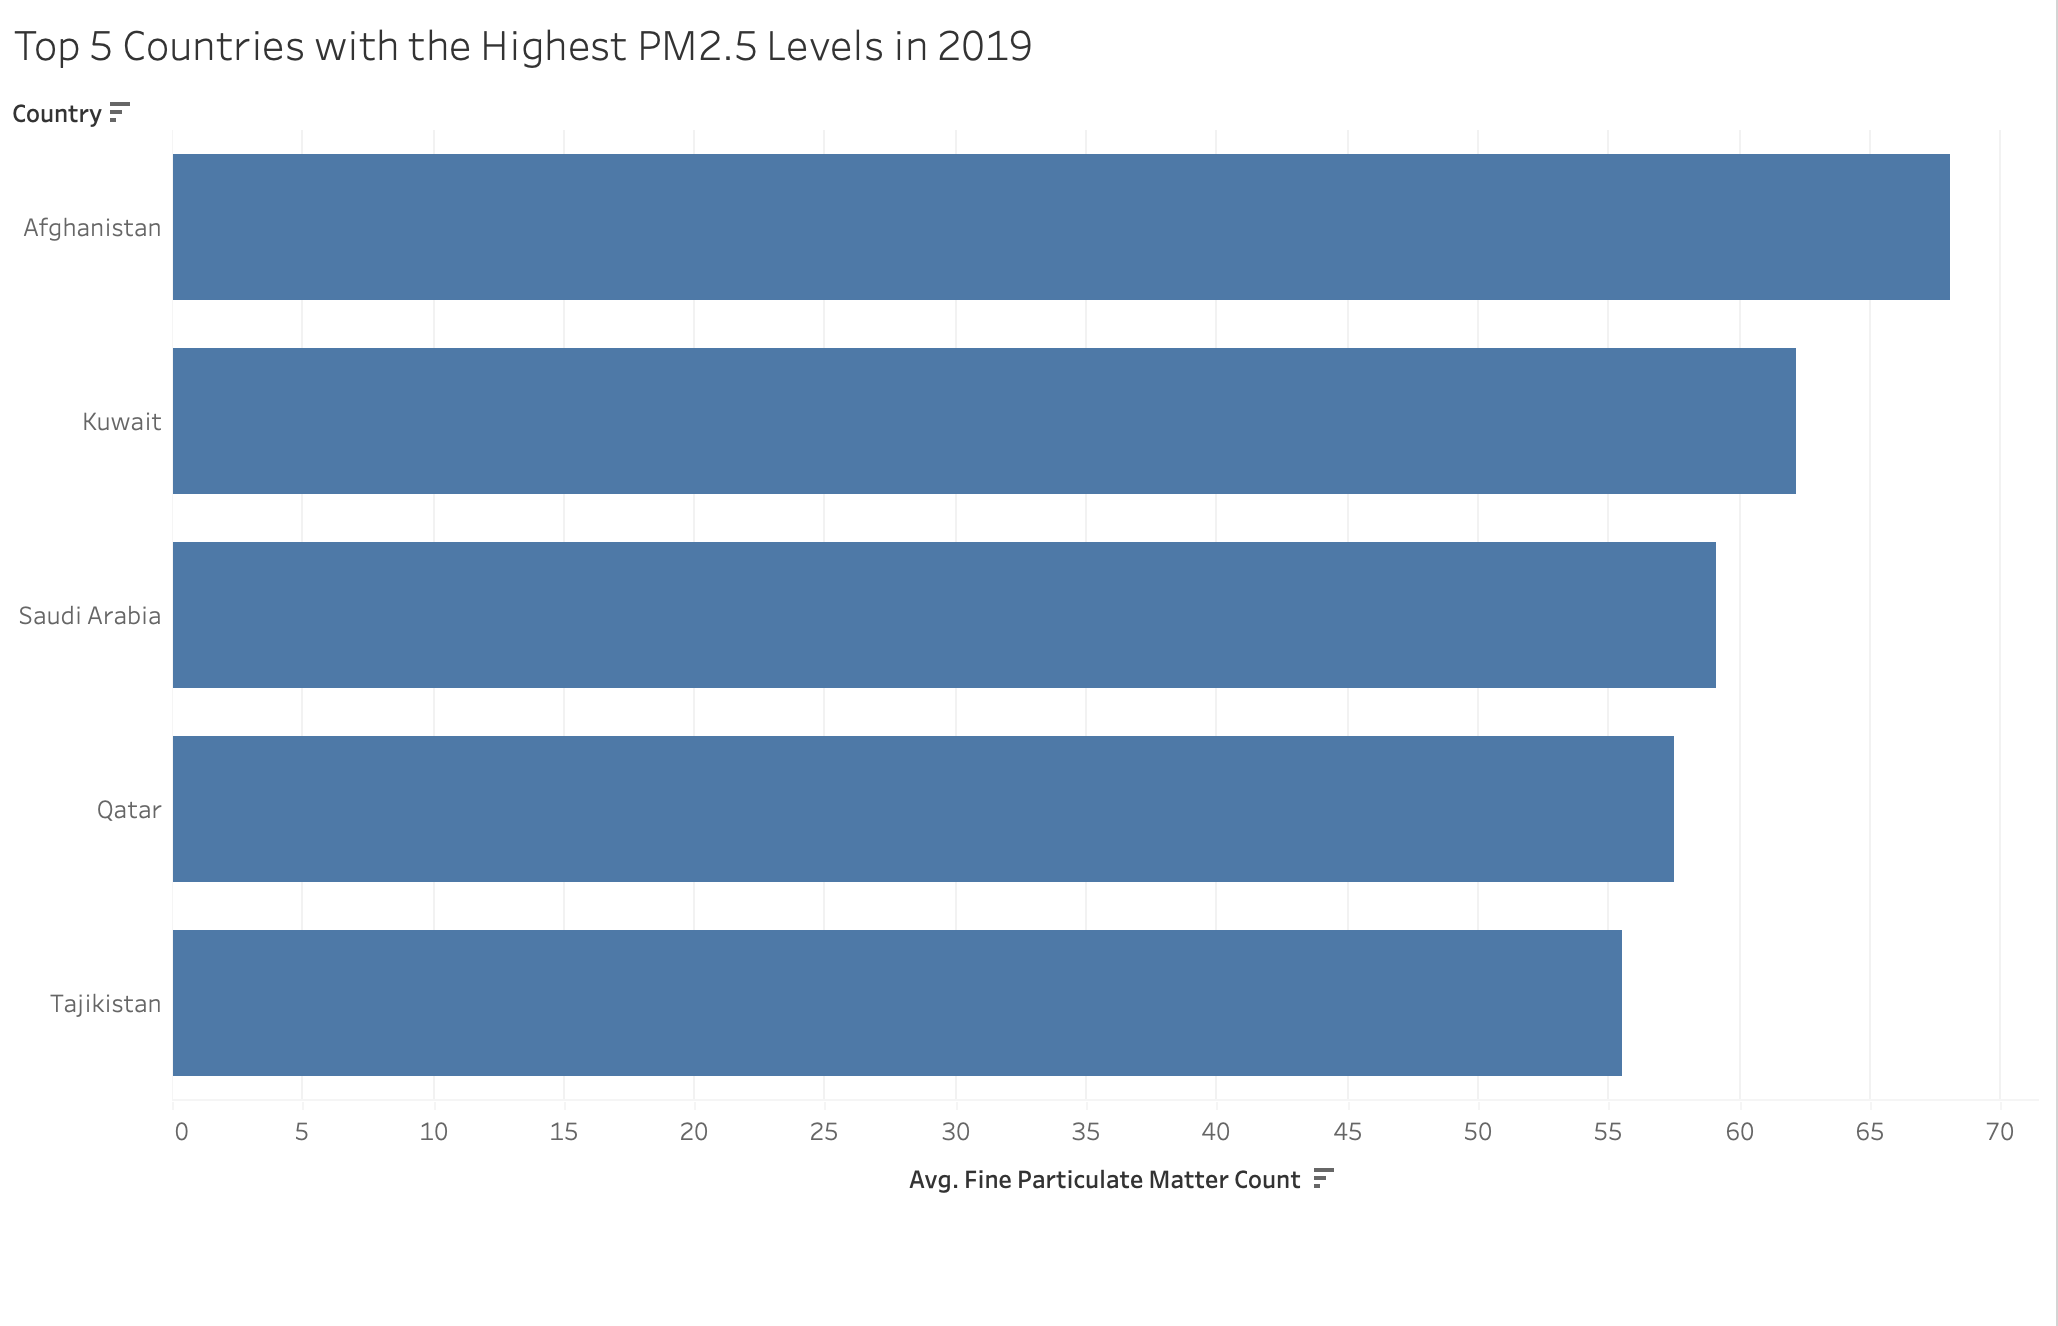 Top 5 Countries with the Highest PM2.5 Levels in 2019
Country
Afghanistan
Kuwait
Saudi Arabia
Qatar
Tajikistan
0 5 10 15 20 25 30 35 40 45 50 55 60 65 70
Avg. Fine Particulate Matter Count